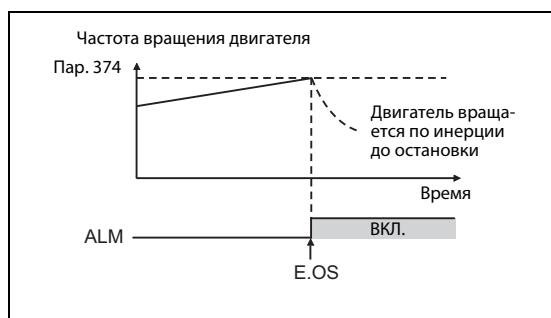 Частота вращения двигателя
Пар. 374
Двигатель враща-
ется по инерции
до остановки
Время
ALM
ВКЛ.
E.OS